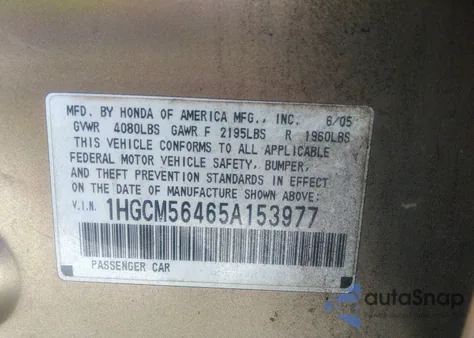 MFD. BY HONDA OF AMERICA MFG., INC. 6/05
GVWR 4080LBS GAWR F 2195LBS R 1960LBS
THIS VEHICLE CONFORMS TO ALL APPLICABLE
FEDERAL MOTOR VEHICLE SAFETY, BUMPER,
AND THEFT PREVENTION STANDARDS IN EFFECT
ON THE DATE OF MANUFACTURE SHOWN ABOVE.
V.I.N. 1HGCM56465A153977
PASSENGER CAR
autaSnap